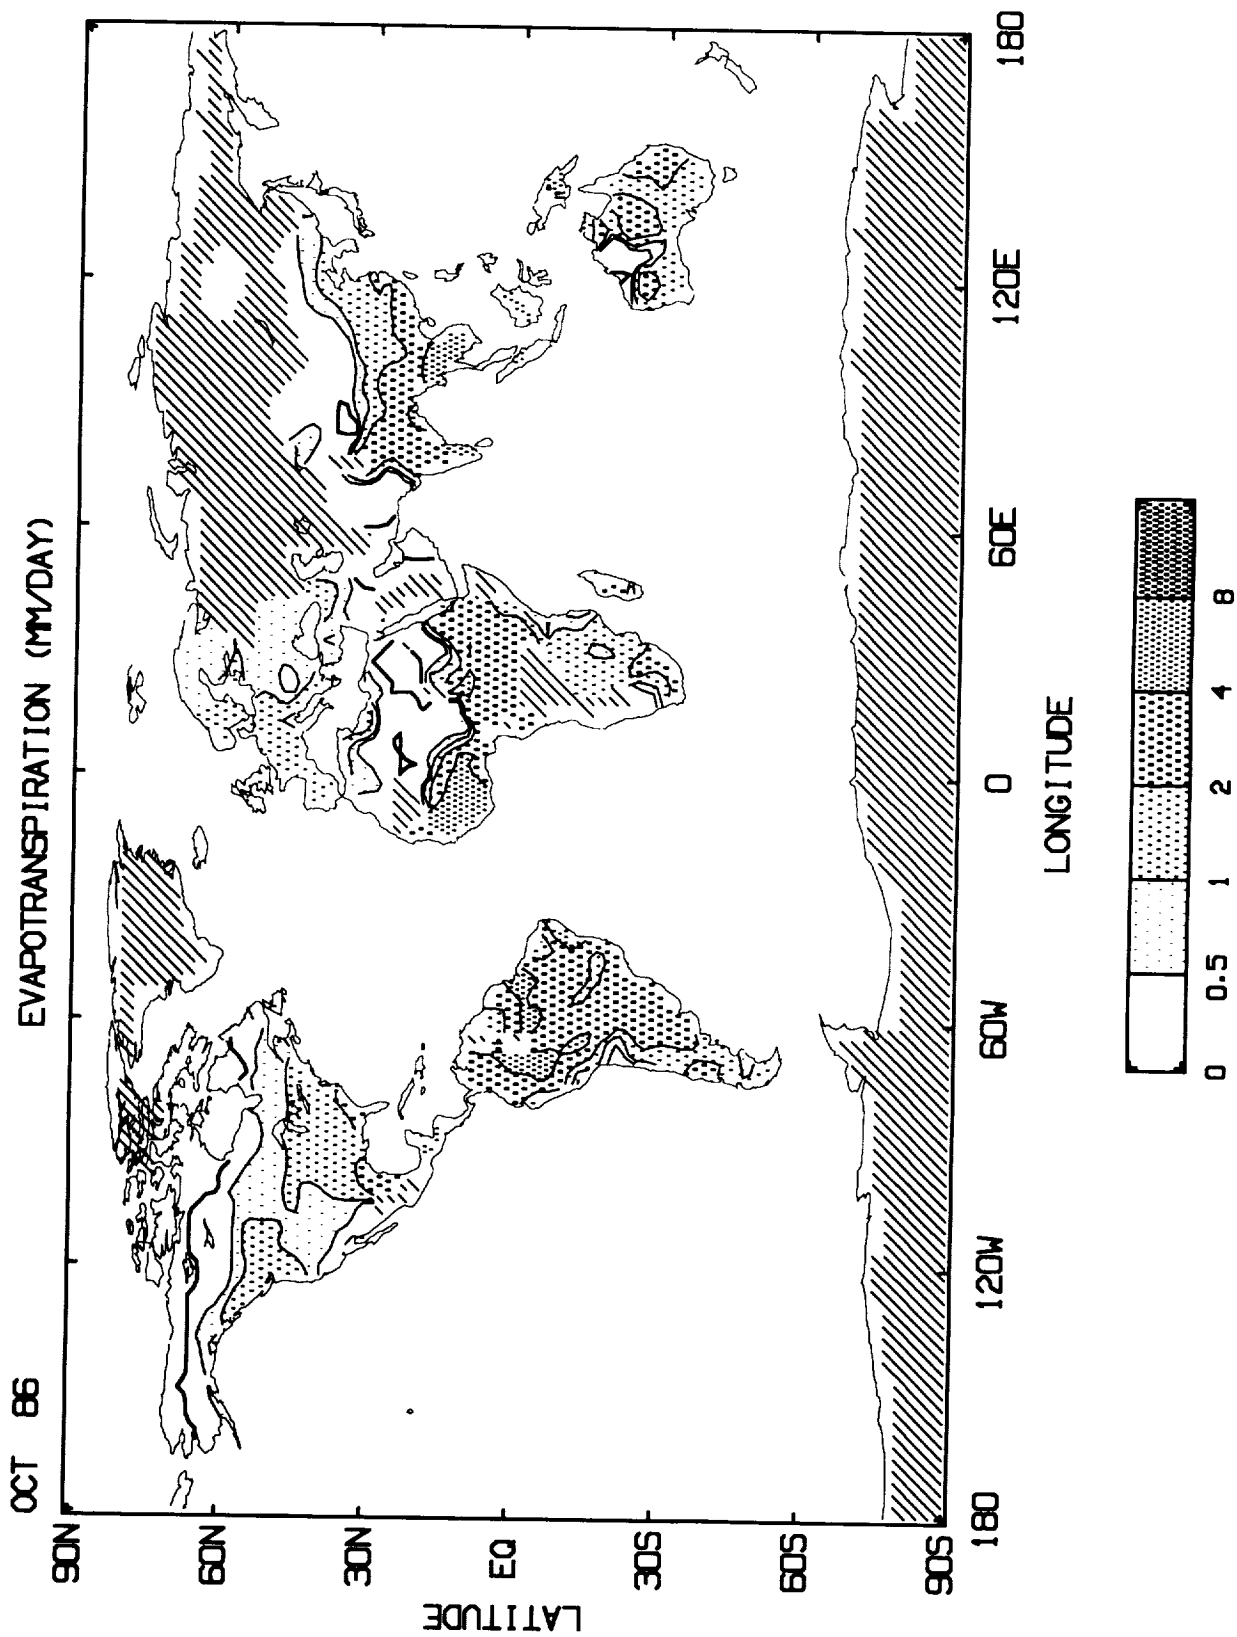 OCT 86
EVAPOTRANSPIRATION (MM/DAY)
90N
60N
30N
EQ
30S
60S
90S
LATITUDE
180
120W
60W
0
60E
120E
180
LONGITUDE
0 0.5 1 2 4 8